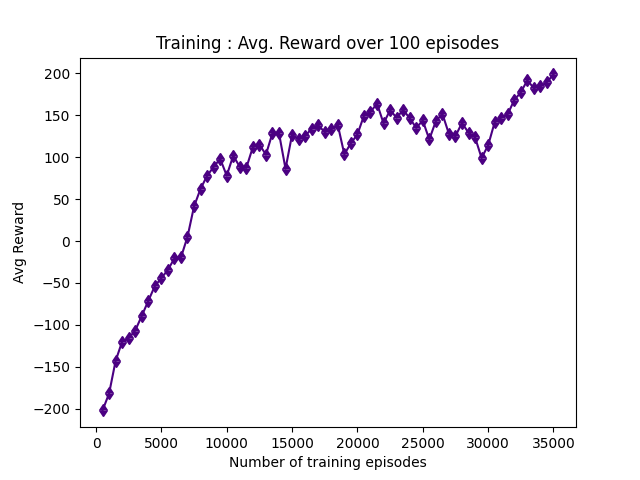 Training : Avg. Reward over 100 episodes
200
150
100
50
0
−50
−100
−150
−200
Avg Reward
0 5000 10000 15000 20000 25000 30000 35000
Number of training episodes